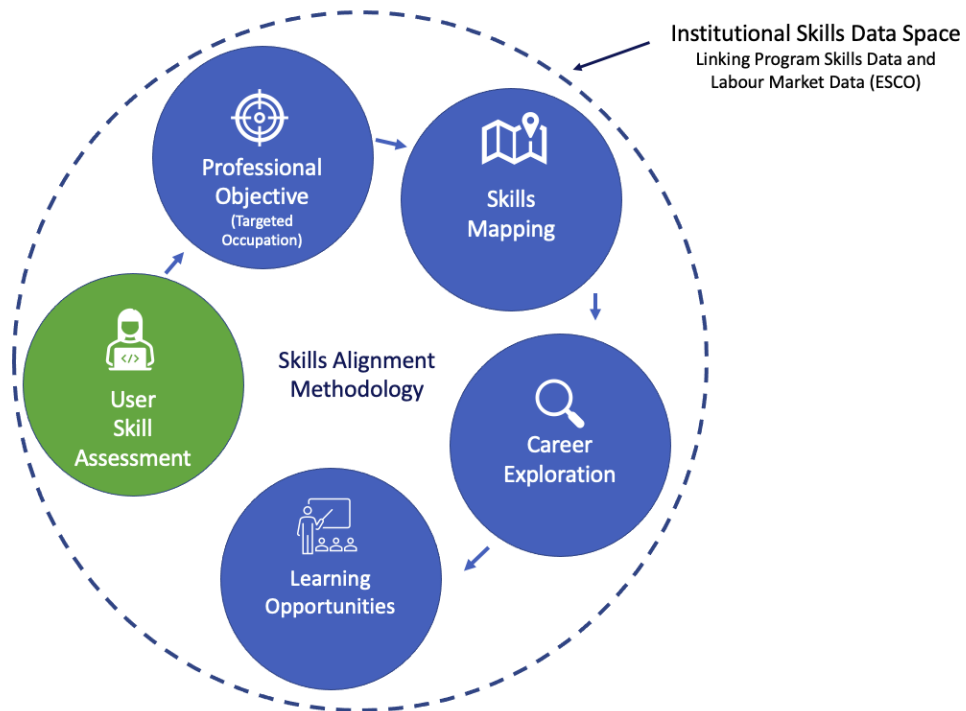 Institutional Skills Data Space
Linking Program Skills Data and
Labour Market Data (ESCO)
Professional
Objective
(Targeted
Occupation)
Skills
Mapping
Skills Alignment
Methodology
User
Skill
Assessment
</>
Career
Exploration
Learning
Opportunities